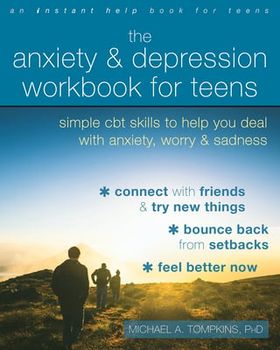 an instant help book for teens
the
anxiety & depression
workbook for teens
simple cbt skills to help you deal
with anxiety, worry & sadness
* connect with friends
& try new things
* bounce back
from setbacks
* feel better now
MICHAEL A. TOMPKINS, PhD